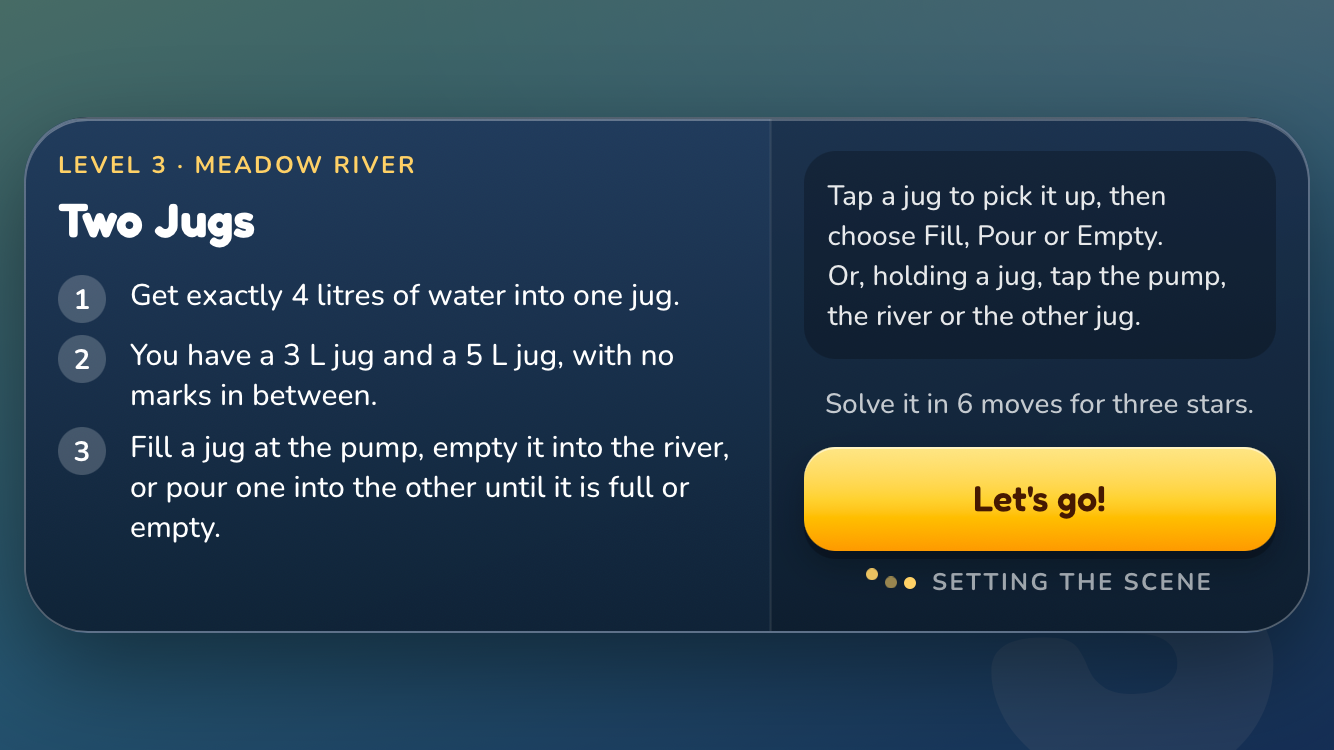 LEVEL 3 · MEADOW RIVER
Two Jugs
1 Get exactly 4 litres of water into one jug.
2 You have a 3 L jug and a 5 L jug, with no
marks in between.
3 Fill a jug at the pump, empty it into the river,
or pour one into the other until it is full or
empty.
Tap a jug to pick it up, then
choose Fill, Pour or Empty.
Or, holding a jug, tap the pump,
the river or the other jug.
Solve it in 6 moves for three stars.
Let's go!
SETTING THE SCENE